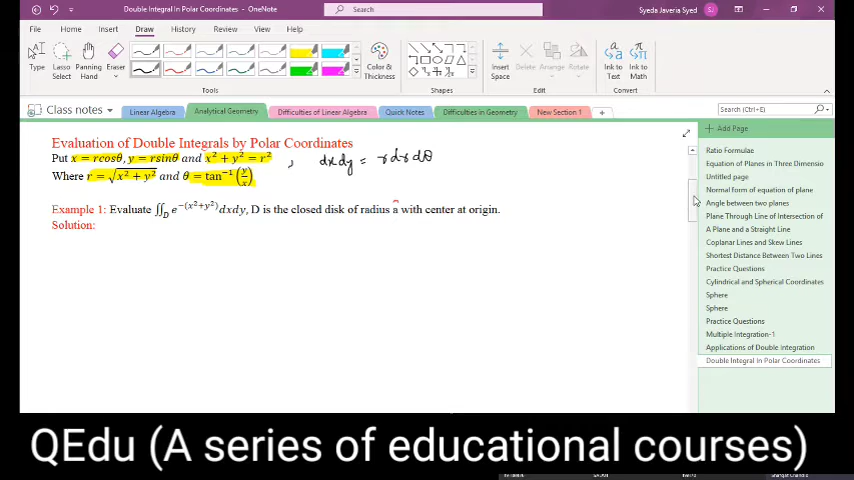 Double Integral In Polar Coordinates - OneNote
Search
Syeda Javeria Syed
SJ
File
Home
Insert
Draw
History
Review
View
Help
Type
Lasso Select
Panning Hand
Eraser
Color & Thickness
Insert Space
Delete
Arrange
Rotate
Ink to Text
Ink to Math
Tools
Shapes
Convert
Class notes
Linear Algebra
Analytical Geometry
Difficulties of Linear Algebra
Quick Notes
Difficulties in Geometry
New Section 1
Search (Ctrl+E)
Add Page
Evaluation of Double Integrals by Polar Coordinates
Put x = rcosθ, y = rsinθ and x² + y² = r² , dxdy = rdrdθ
Where r = √(x² + y²) and θ = tan⁻¹(y/x)
Example 1: Evaluate ∬_D e^−(x²+y²) dxdy, D is the closed disk of radius a with center at origin.
Solution:
Ratio Formulae
Equation of Planes in Three Dimensio
Untitled page
Normal form of equation of plane
Angle between two planes
Plane Through Line of Intersection of
A Plane and a Straight Line
Coplanar Lines and Skew Lines
Shortest Distance Between Two Lines
Practice Questions
Cylindrical and Spherical Coordinates
Sphere
Sphere
Practice Questions
Multiple Integration-1
Applications of Double Integration
Double Integral In Polar Coordinates
QEdu (A series of educational courses)